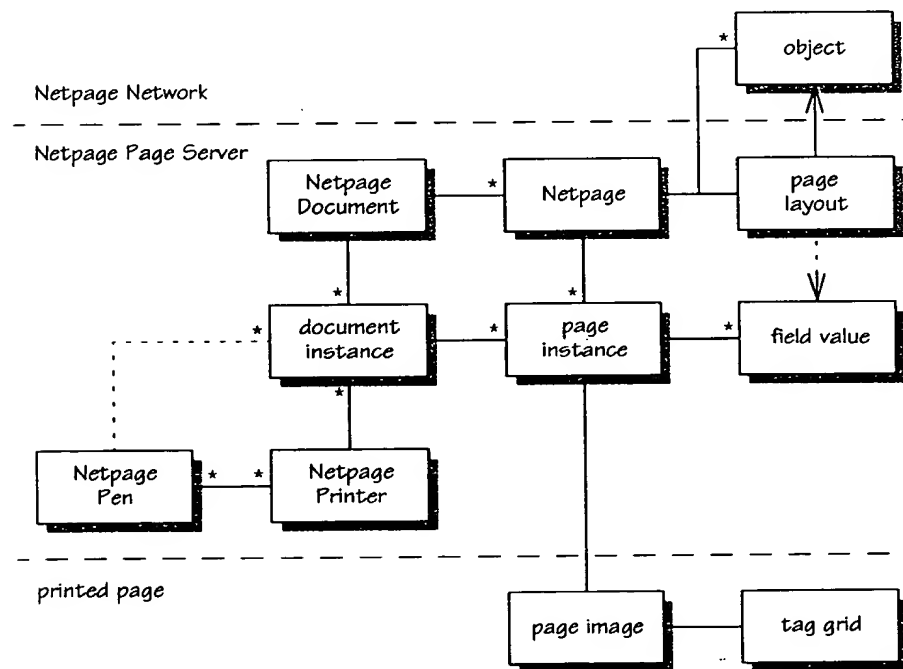 *
object
Netpage Network
Netpage Page Server
Netpage
Document
*
Netpage
page
layout
*
*
*
document
instance
*
page
instance
*
field value
*
Netpage
Pen
*
*
Netpage
Printer
printed page
page image
tag grid